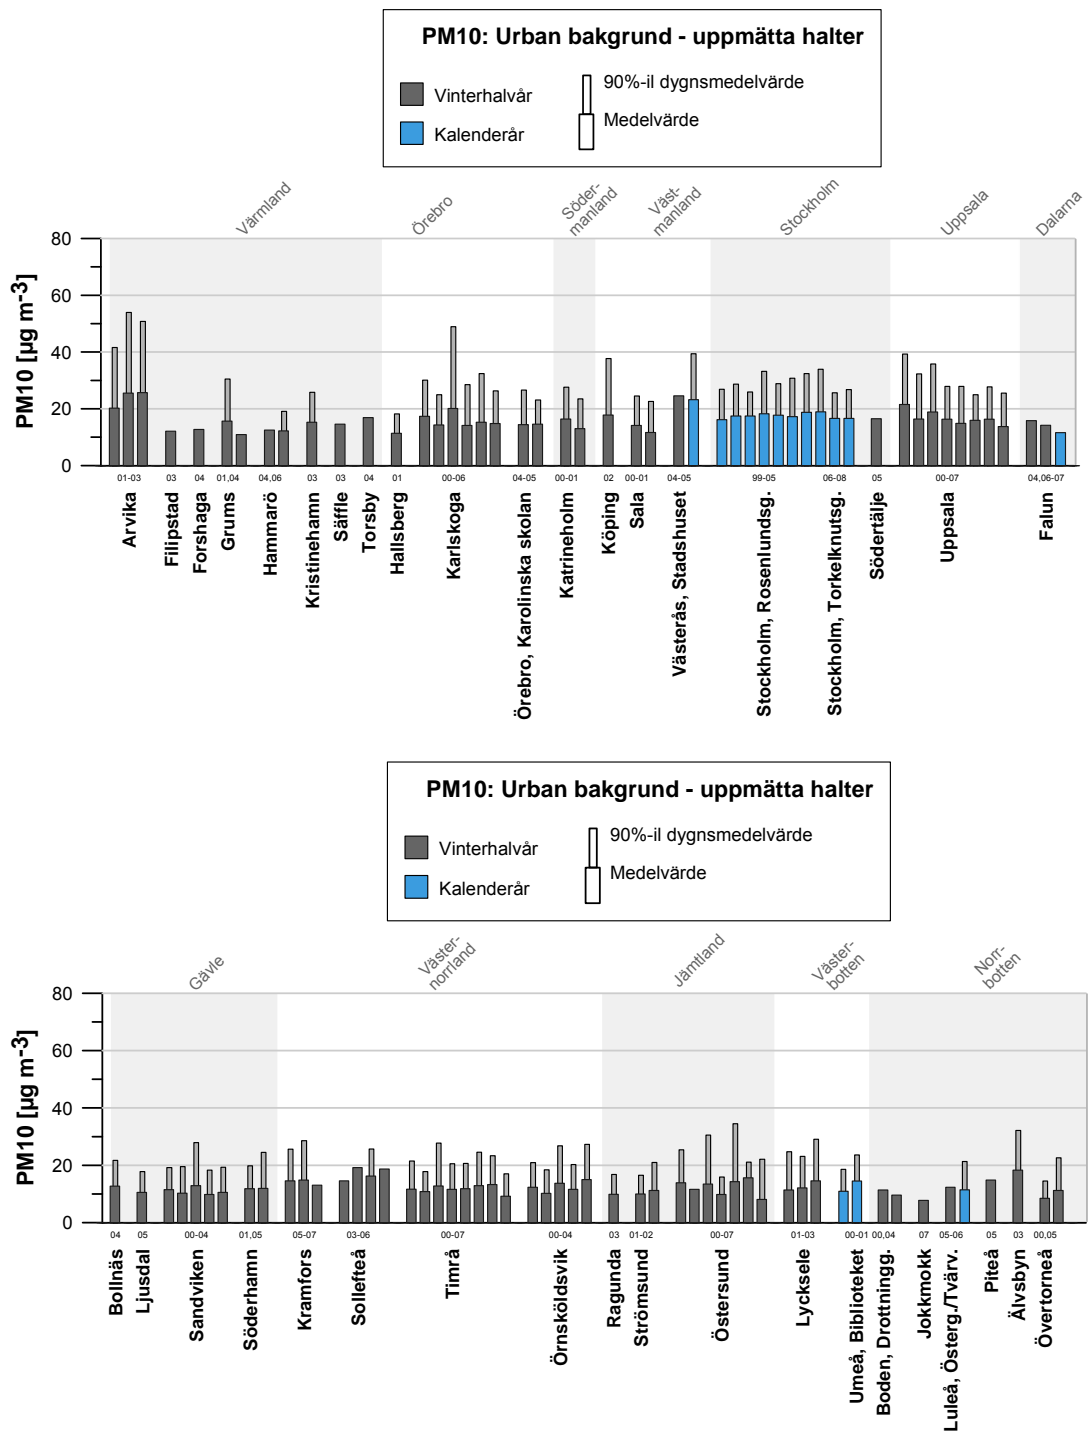 PM10: Urban bakgrund - uppmätta halter
Vinterhalvår
90%-il dygnsmedelvärde
Kalenderår
Medelvärde
Värmland
Örebro
Söder-
manland
Väst-
manland
Stockholm
Uppsala
Dalarna
PM10 [µg m-3]
80
60
40
20
0
01-03
03
04
01,04
04,06
03
03
04
01
00-06
04-05
00-01
02
00-01
04-05
99-05
06-08
05
00-07
04,06-07
Arvika
Filipstad
Forshaga
Grums
Hammarö
Kristinehamn
Säffle
Torsby
Hallsberg
Karlskoga
Örebro, Karolinska skolan
Katrineholm
Köping
Sala
Västerås, Stadshuset
Stockholm, Rosenlundsg.
Stockholm, Torkelknutsg.
Södertälje
Uppsala
Falun
PM10: Urban bakgrund - uppmätta halter
Vinterhalvår
90%-il dygnsmedelvärde
Kalenderår
Medelvärde
Gävle
Väster-
norrland
Jämtland
Väster-
botten
Norr-
botten
PM10 [µg m-3]
80
60
40
20
0
04
05
00-04
01,05
05-07
03-06
00-07
00-04
03
01-02
00-07
01-03
00-01
00,04
07
05-06
05
03
00,05
Bollnäs
Ljusdal
Sandviken
Söderhamn
Kramfors
Sollefteå
Timrå
Örnsköldsvik
Ragunda
Strömsund
Östersund
Lycksele
Umeå, Biblioteket
Boden, Drottningg.
Jokkmokk
Luleå, Österg./Tvärv.
Piteå
Älvsbyn
Övertorneå